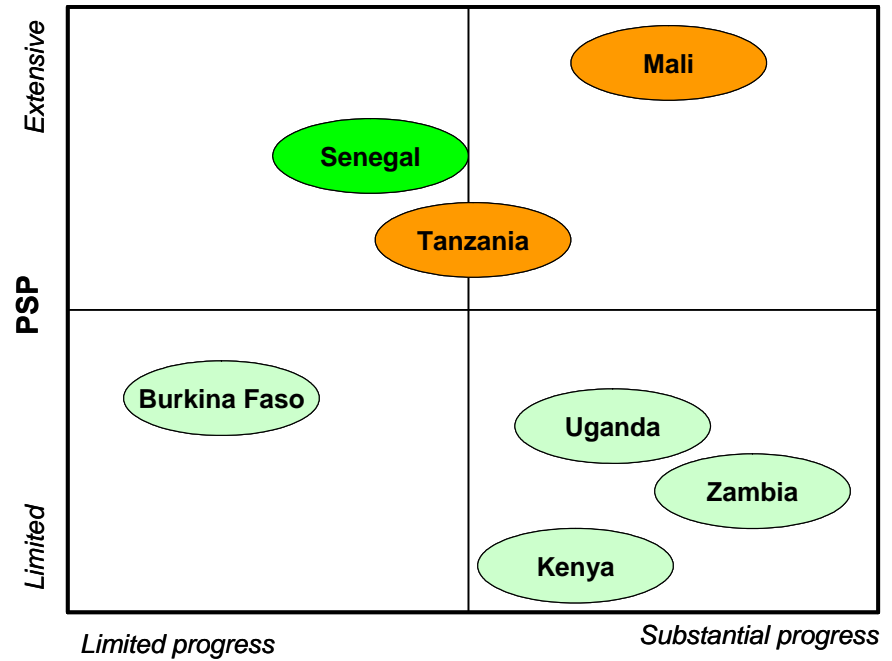 Extensive
Mali
Senegal
Tanzania
PSP
Burkina Faso
Uganda
Zambia
Limited
Kenya
Limited progress
Substantial progress